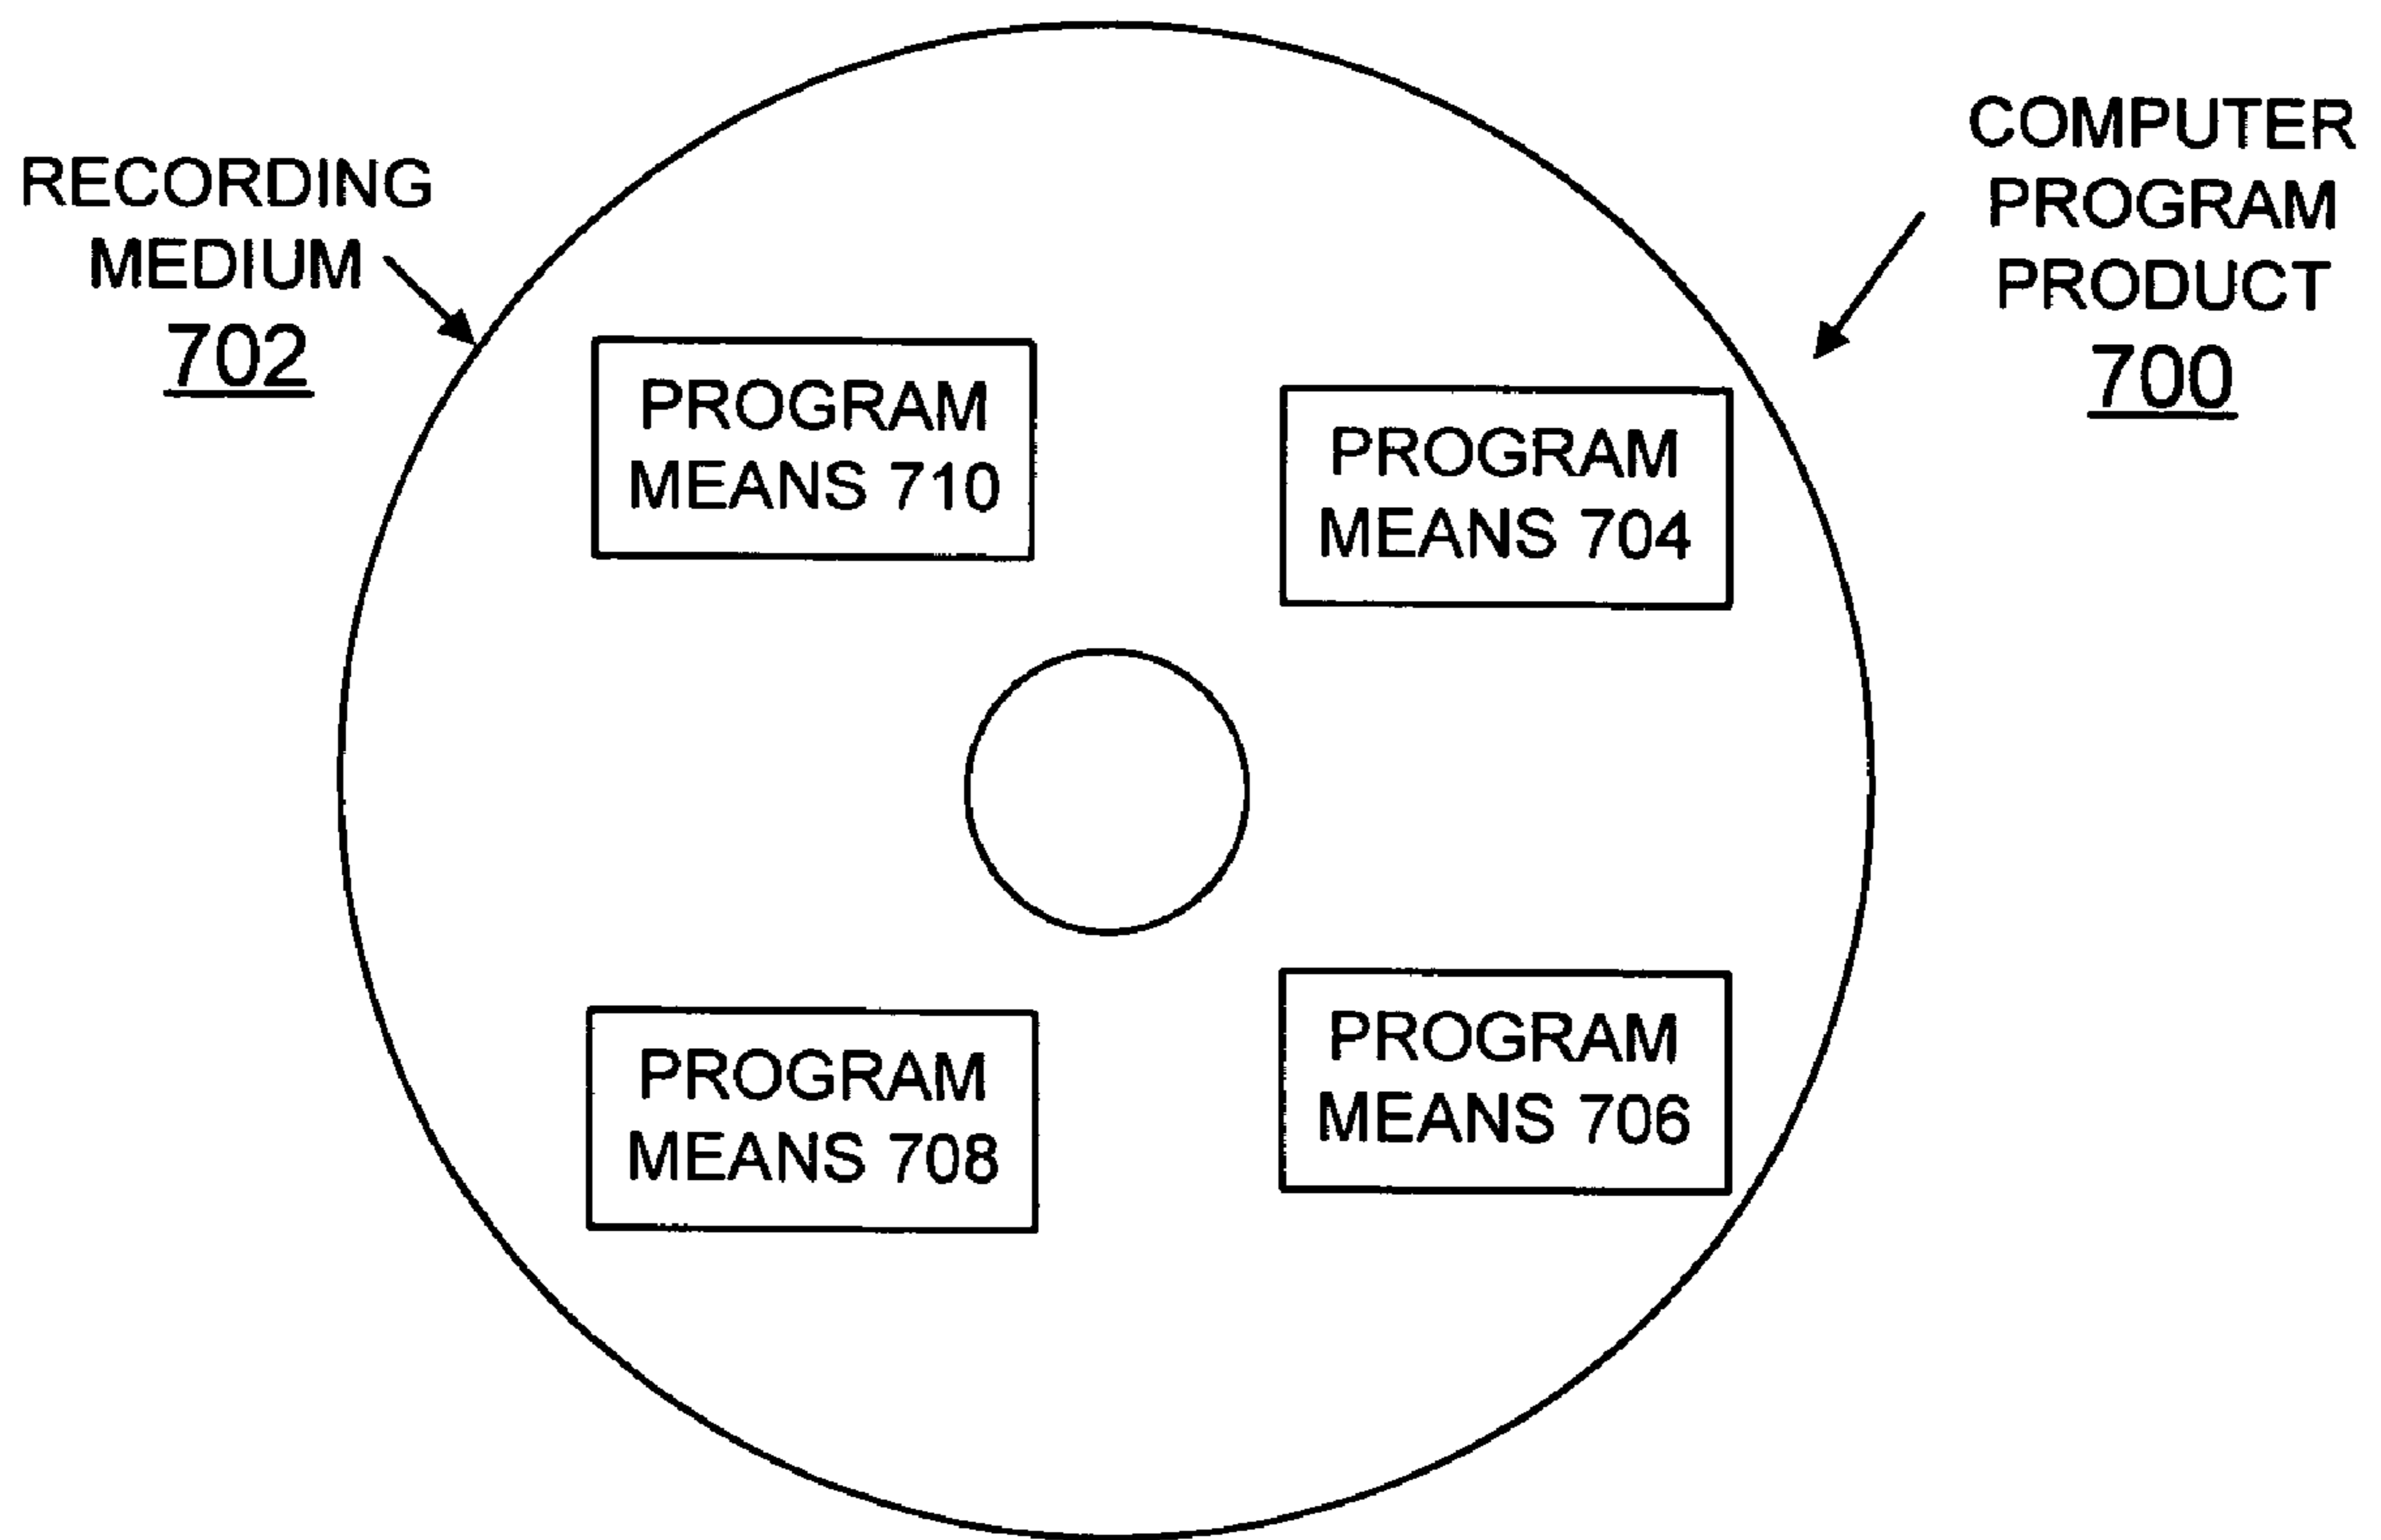 RECORDING
MEDIUM
702
COMPUTER
PROGRAM
PRODUCT
700
PROGRAM
MEANS 710
PROGRAM
MEANS 704
PROGRAM
MEANS 708
PROGRAM
MEANS 706